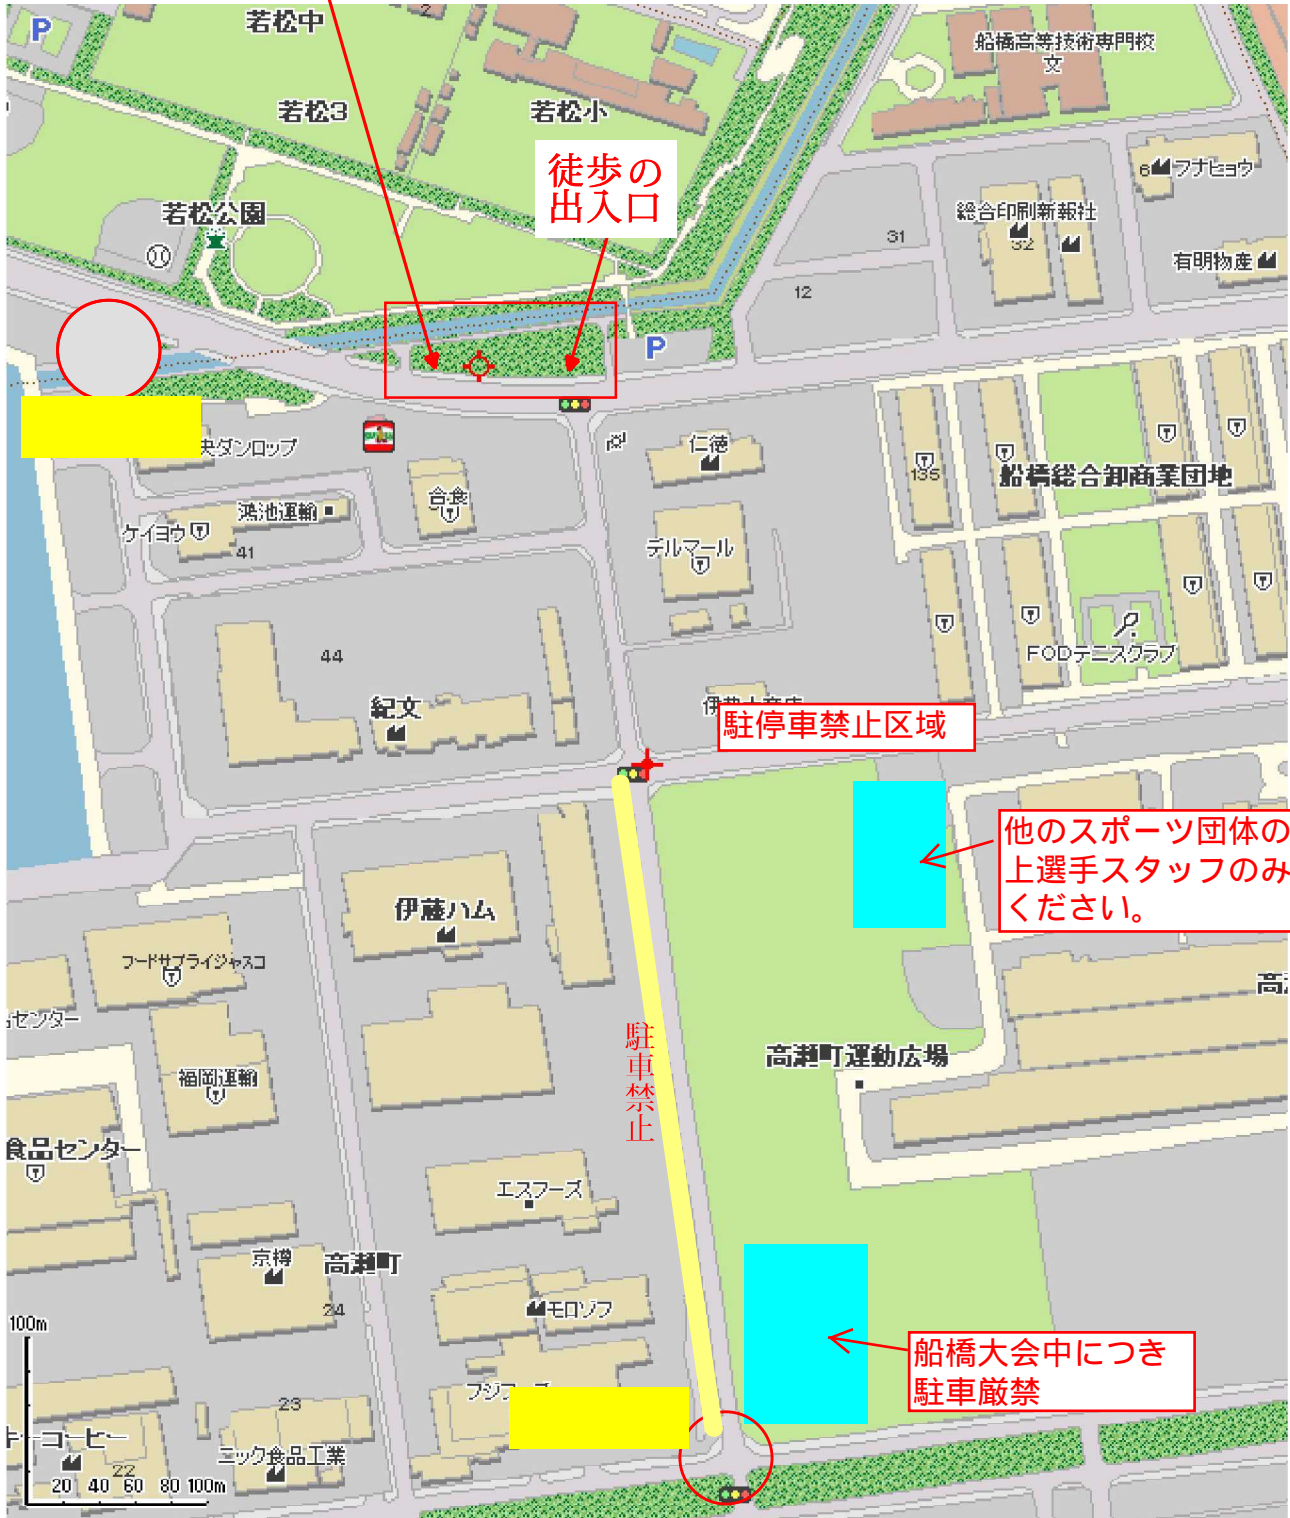 若松中
2
P
船橋高等技術専門校
文
若松3
若松小
徒歩の
出入口
6 フナヒョウ
若松公園
総合印刷新報社
32
31
有明物産
12
P
央ダンロップ
仁徳
135
船橋総合卸商業団地
合食
鴻池運輸
ケイヨウ
41
デルマール
FODテニスクラブ
44
紀文
駐停車禁止区域
他のスポーツ団体の
上選手スタッフのみ
ください。
伊藤ハム
フードサプライジャスコ
センター
高瀬町運動広場
福岡運輸
駐車禁止
食品センター
エスフーズ
京樽
高瀬町
24
モロゾフ
100m
船橋大会中につき
駐車厳禁
23
キーコーヒー
22
ニック食品工業
20 40 60 80 100m